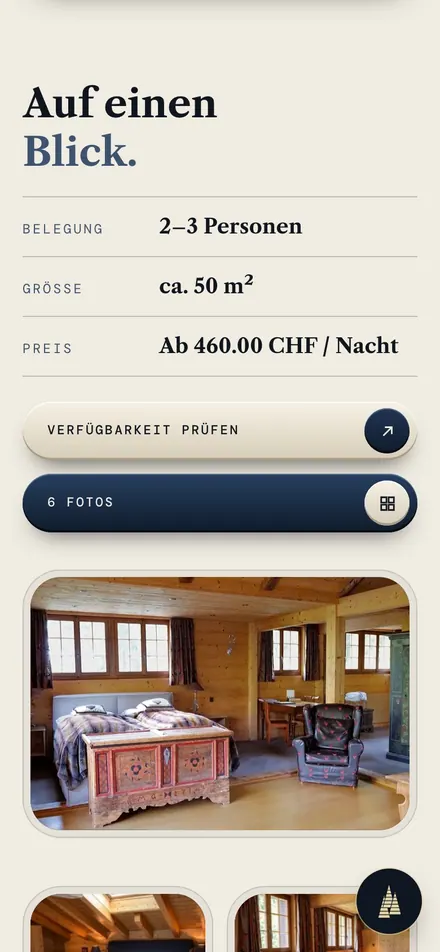 Auf einen
Blick.
BELEGUNG 2–3 Personen
GRÖSSE ca. 50 m²
PREIS Ab 460.00 CHF / Nacht
VERFÜGBARKEIT PRÜFEN
6 FOTOS